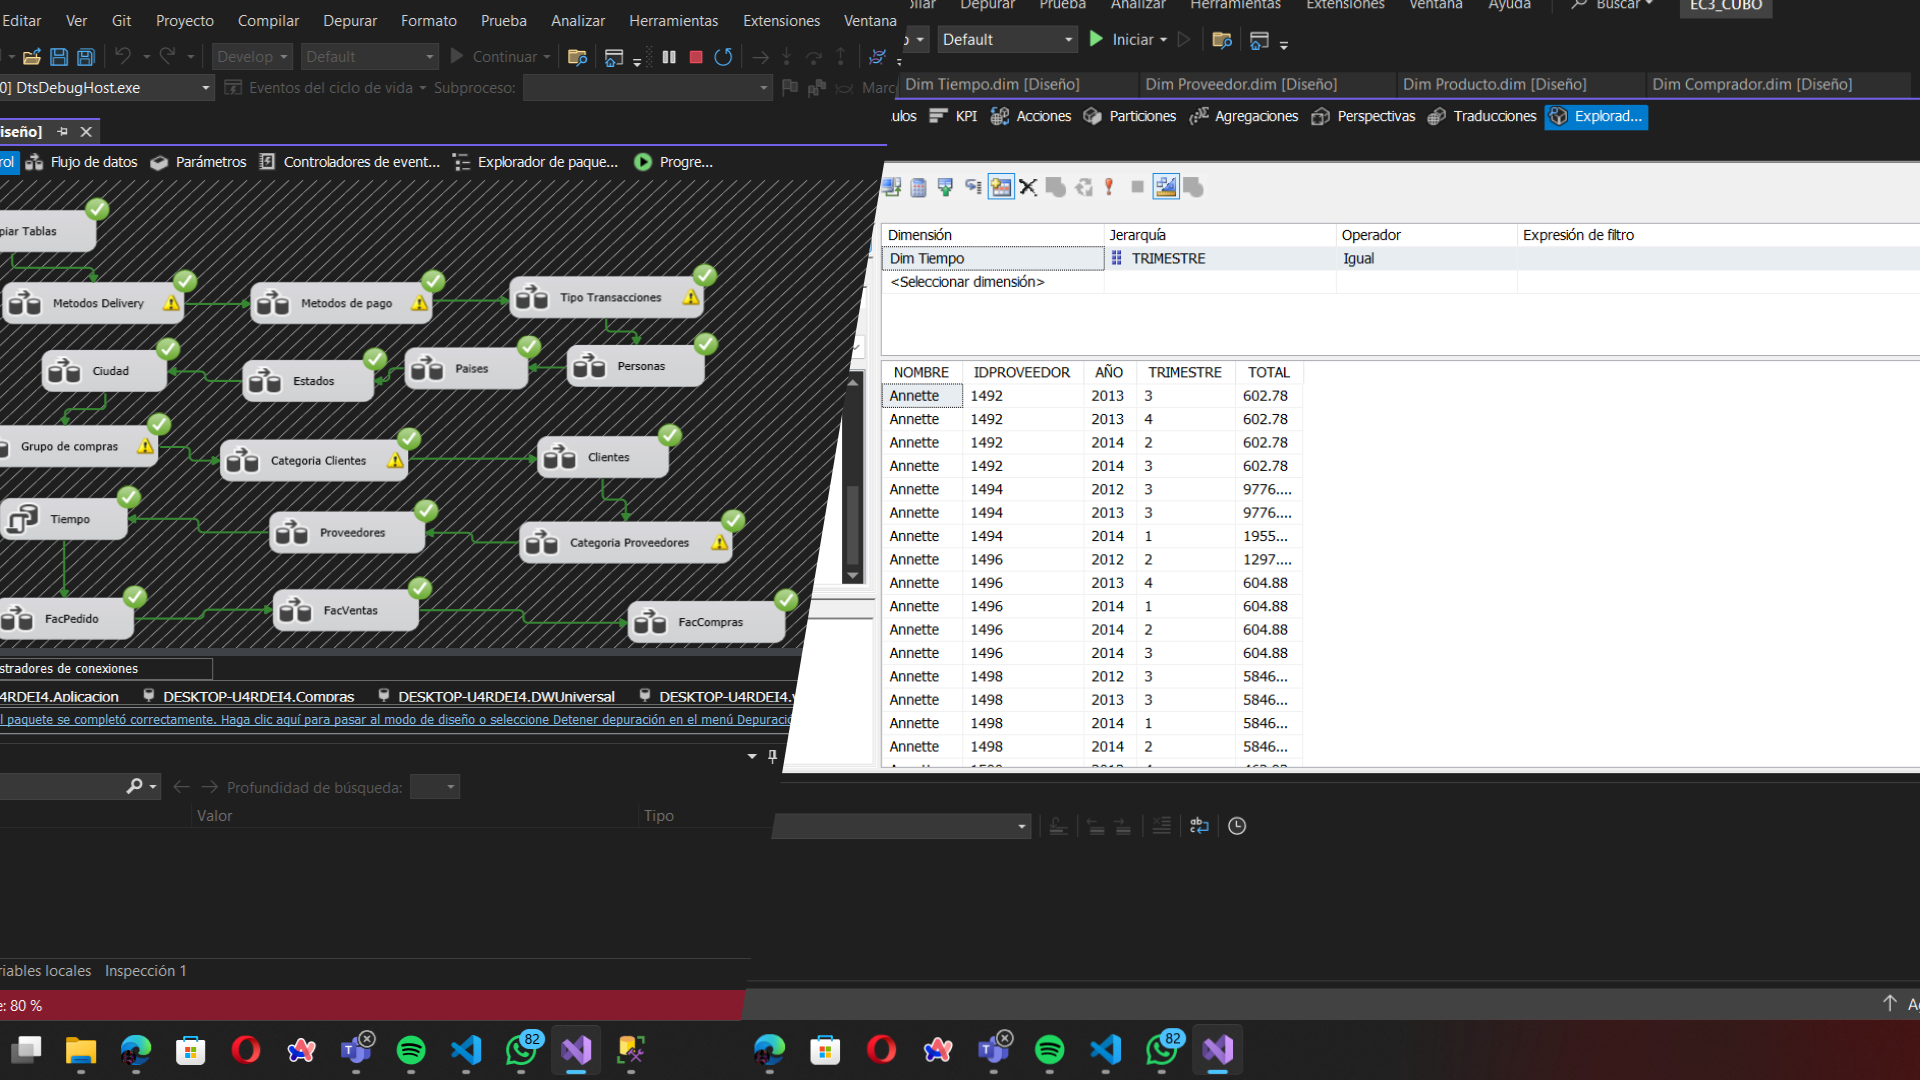 Editar Ver Git Proyecto Compilar Depurar Formato Prueba Analizar Herramientas Extensiones Ventana
Develop Default Continuar
0] DtsDebugHost.exe Eventos del ciclo de vida Subproceso:
iseño]
Flujo de datos Parámetros Controladores de event... Explorador de paque... Progre...
piar Tablas
Metodos Delivery Metodos de pago Tipo Transacciones
Ciudad Estados Paises Personas
Grupo de compras Categoria Clientes Clientes
Tiempo Proveedores Categoria Proveedores
FacPedido FacVentas FacCompras
stradores de conexiones
4RDEI4.Aplicacion DESKTOP-U4RDEI4.Compras DESKTOP-U4RDEI4.DWUniversal DESKTOP-U4RDEI4.
l paquete se completó correctamente. Haga clic aquí para pasar al modo de diseño o seleccione Detener depuración en el menú Depuració
Profundidad de búsqueda:
Valor Tipo
riables locales Inspección 1
e: 80 %
82
Depurar Prueba Analizar Herramientas Extensiones Ventana Ayuda Buscar EC3_CUBO
Default Iniciar
Dim Tiempo.dim [Diseño] Dim Proveedor.dim [Diseño] Dim Producto.dim [Diseño] Dim Comprador.dim [Diseño]
ulos KPI Acciones Particiones Agregaciones Perspectivas Traducciones Explorad...
Dimensión Jerarquía Operador Expresión de filtro
Dim Tiempo TRIMESTRE Igual
<Seleccionar dimensión>
NOMBRE IDPROVEEDOR AÑO TRIMESTRE TOTAL
Annette 1492 2013 3 602.78
Annette 1492 2013 4 602.78
Annette 1492 2014 2 602.78
Annette 1492 2014 3 602.78
Annette 1494 2012 3 9776....
Annette 1494 2013 3 9776....
Annette 1494 2014 1 1955...
Annette 1496 2012 2 1297....
Annette 1496 2013 4 604.88
Annette 1496 2014 1 604.88
Annette 1496 2014 2 604.88
Annette 1496 2014 3 604.88
Annette 1498 2012 3 5846...
Annette 1498 2013 3 5846...
Annette 1498 2014 1 5846...
Annette 1498 2014 2 5846...
82